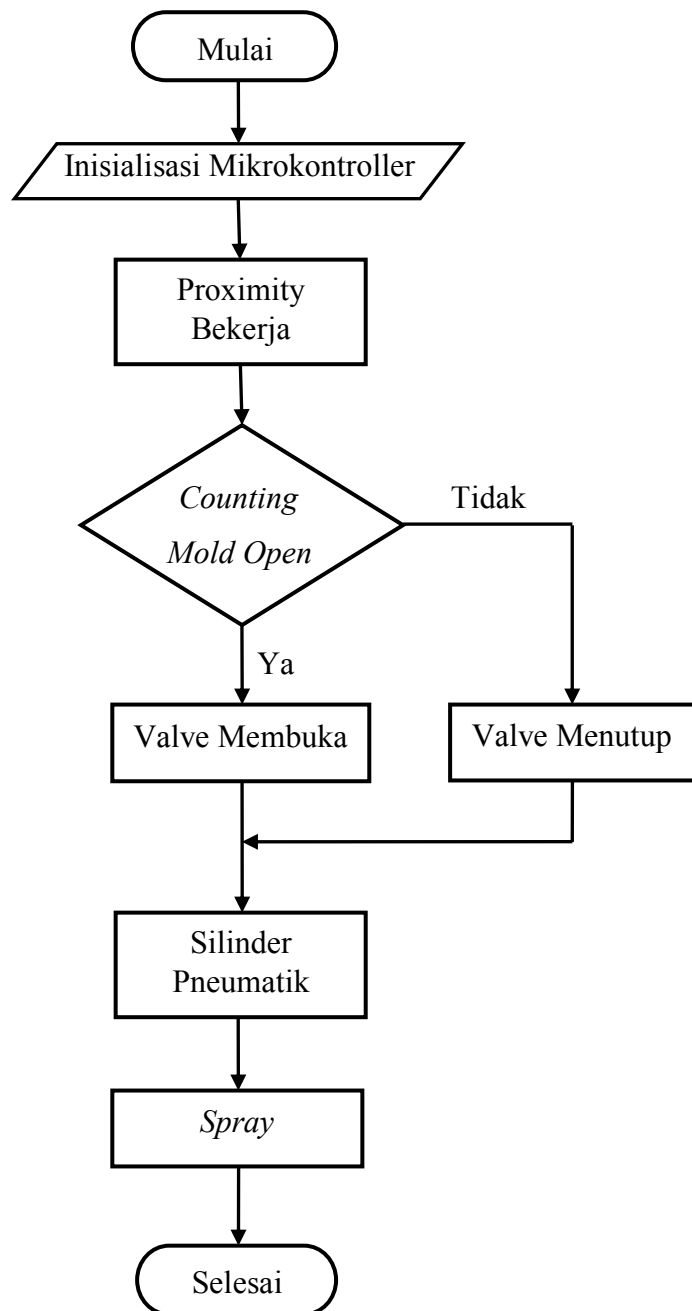 Mulai
Inisialisasi Mikrokontroller
Proximity
Bekerja
Counting
Mold Open
Tidak
Ya
Valve Membuka
Valve Menutup
Silinder
Pneumatik
Spray
Selesai